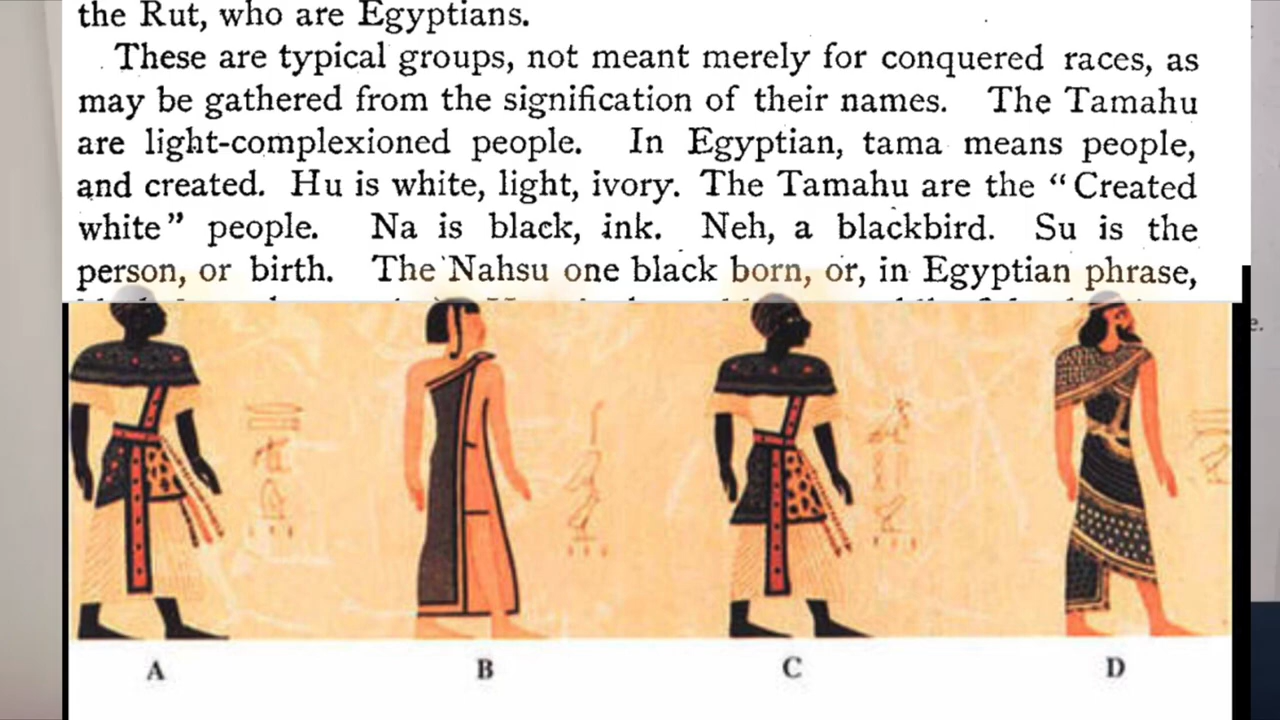 the Rut, who are Egyptians.
These are typical groups, not meant merely for conquered races, as
may be gathered from the signification of their names. The Tamahu
are light-complexioned people. In Egyptian, tama means people,
and created. Hu is white, light, ivory. The Tamahu are the “Created
white” people. Na is black, ink. Neh, a blackbird. Su is the
person, or birth. The Nahsu one black born, or, in Egyptian phrase,
A B C D